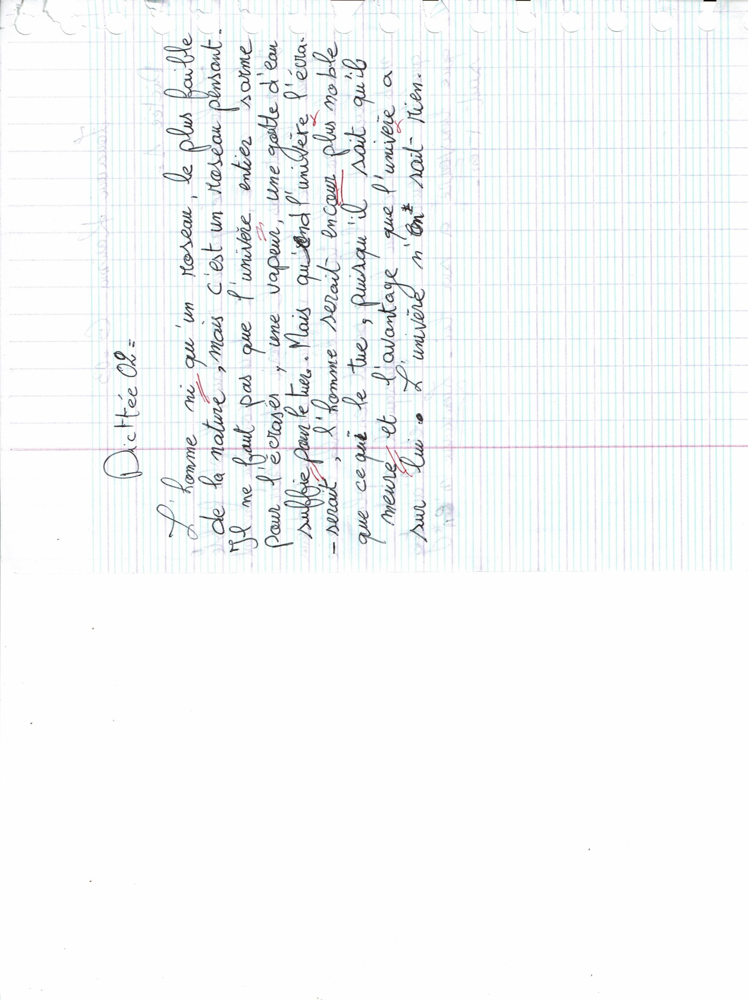 Dicttée 02=
L'homme ni qu'un roseau, le plus faible
de la nature, mais c'est un roseau pensant.
Il ne faut pas que l'univère entier sarme
pour l'écraser, une vapeur, une goutte d'eau
suffie pour le tuer. Mais quand l'univère l'écra-
-serait, l'homme serait encour plus noble
que ce qui le tue, puisqu'il sait qu'il
meure et l'avantage que l'univère a
sur lui. L'univère n'en sait rien.